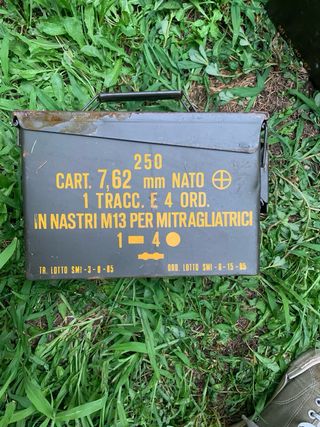 250
CART. 7,62 mm NATO
1 TRACC. E 4 ORD.
IN NASTRI M13 PER MITRAGLIATRICI
1 4
TR. LOTTO SMI-3-8-85 ORD. LOTTO SMI-8-15-85